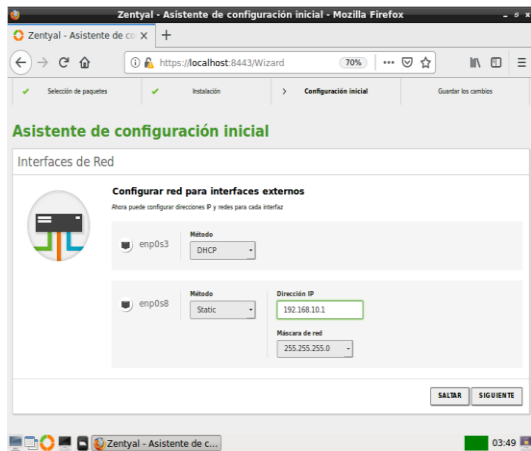 Zentyal - Asistente de configuración inicial - Mozilla Firefox
Zentyal - Asistente de co
https://localhost:8443/Wizard
70%
Selección de paquetes
Instalación
Configuración inicial
Guardar los cambios
Asistente de configuración inicial
Interfaces de Red
Configurar red para interfaces externos
Ahora puede configurar direcciones IP y redes para cada interfaz
Método
enp0s3
DHCP
Método
Dirección IP
enp0s8
Static
192.168.10.1
Máscara de red
255.255.255.0
SALTAR
SIGUIENTE
Zentyal - Asistente de c...
03:49